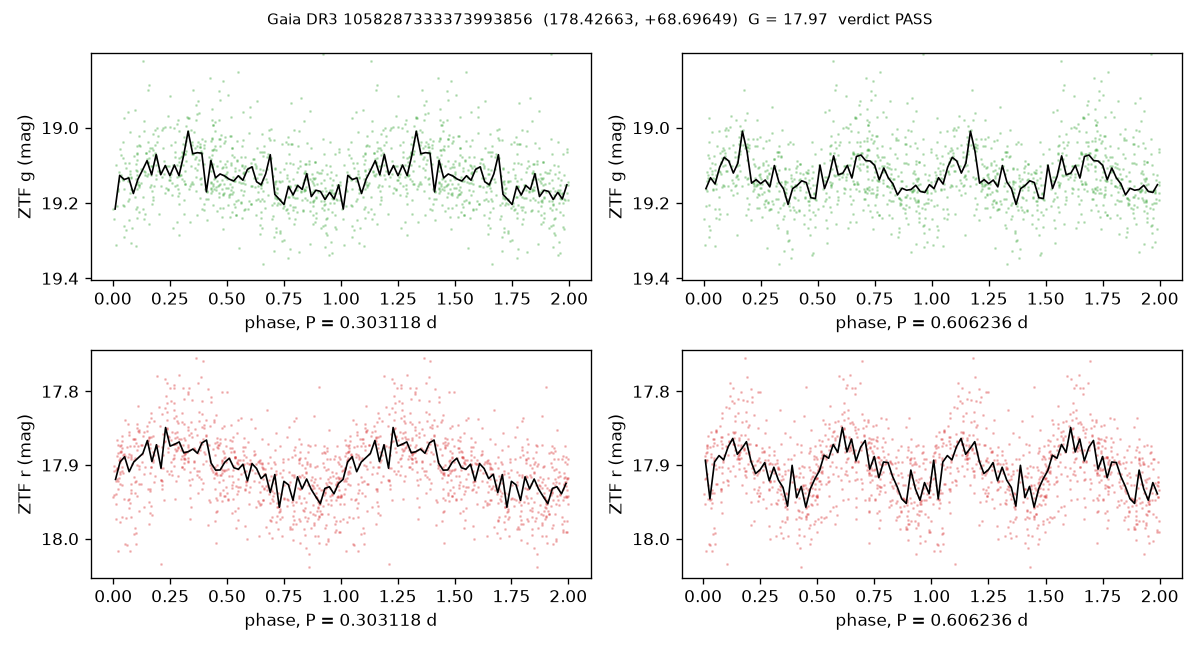 Gaia DR3 1058287333373993856  (178.42663, +68.69649)  G = 17.97  verdict PASS
ZTF g (mag)
19.0
19.2
19.4
0.00 0.25 0.50 0.75 1.00 1.25 1.50 1.75 2.00
phase, P = 0.303118 d
ZTF g (mag)
19.0
19.2
19.4
0.00 0.25 0.50 0.75 1.00 1.25 1.50 1.75 2.00
phase, P = 0.606236 d
ZTF r (mag)
17.8
17.9
18.0
0.00 0.25 0.50 0.75 1.00 1.25 1.50 1.75 2.00
phase, P = 0.303118 d
ZTF r (mag)
17.8
17.9
18.0
0.00 0.25 0.50 0.75 1.00 1.25 1.50 1.75 2.00
phase, P = 0.606236 d